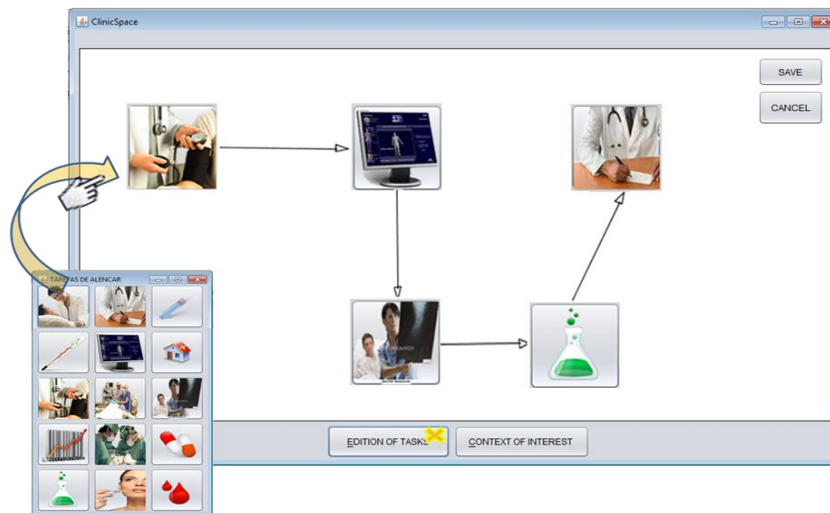 ClinicSpace
SAVE
CANCEL
TAREFAS DE ALENCAR
EDITION OF TASKS
CONTEXT OF INTEREST